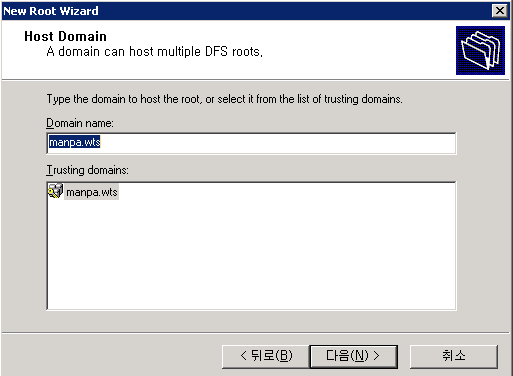 New Root Wizard
Host Domain
A domain can host multiple DFS roots.
Type the domain to host the root, or select it from the list of trusting domains.
Domain name:
manpa.wts
Trusting domains:
manpa.wts
< 뒤로(B)
다음(N) >
취소